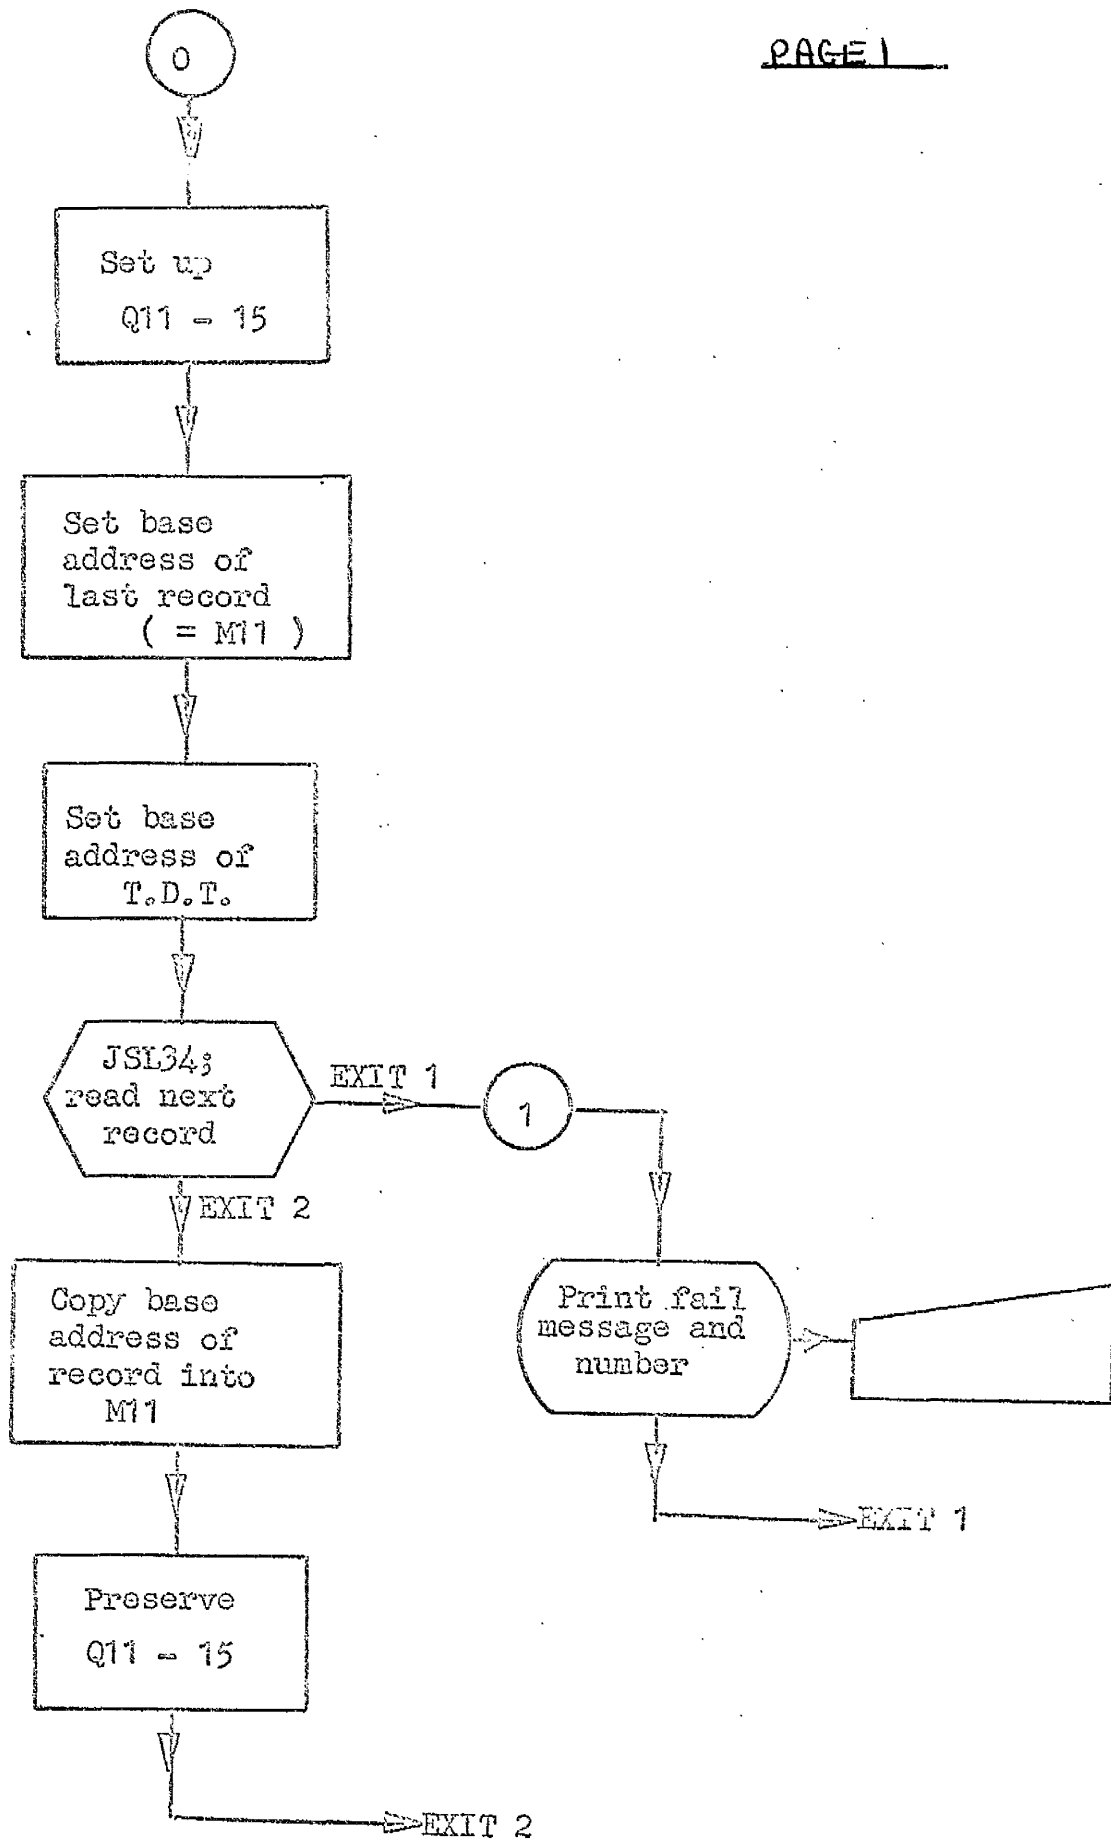 PAGE 1
0
Set up
Q11 - 15
Set base
address of
last record
( = M11 )
Set base
address of
T.D.T.
JSL34;
read next
record
EXIT 1
1
EXIT 2
Copy base
address of
record into
M11
Print fail
message and
number
EXIT 1
Preserve
Q11 - 15
EXIT 2